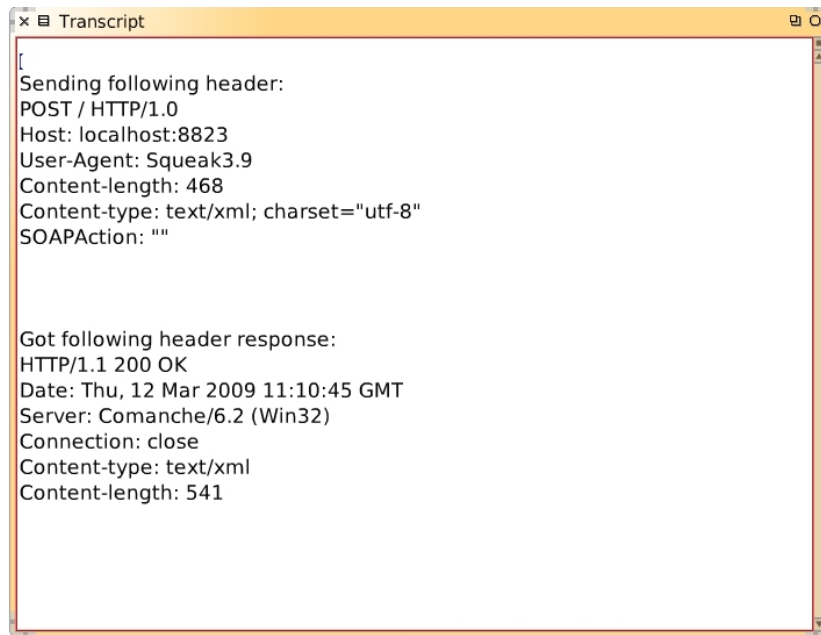 Transcript
[
Sending following header:
POST / HTTP/1.0
Host: localhost:8823
User-Agent: Squeak3.9
Content-length: 468
Content-type: text/xml; charset="utf-8"
SOAPAction: ""
Got following header response:
HTTP/1.1 200 OK
Date: Thu, 12 Mar 2009 11:10:45 GMT
Server: Comanche/6.2 (Win32)
Connection: close
Content-type: text/xml
Content-length: 541